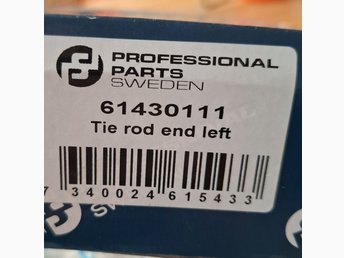 PROFESSIONAL
PARTS
SWEDEN
61430111
Tie rod end left
7 340024 615433